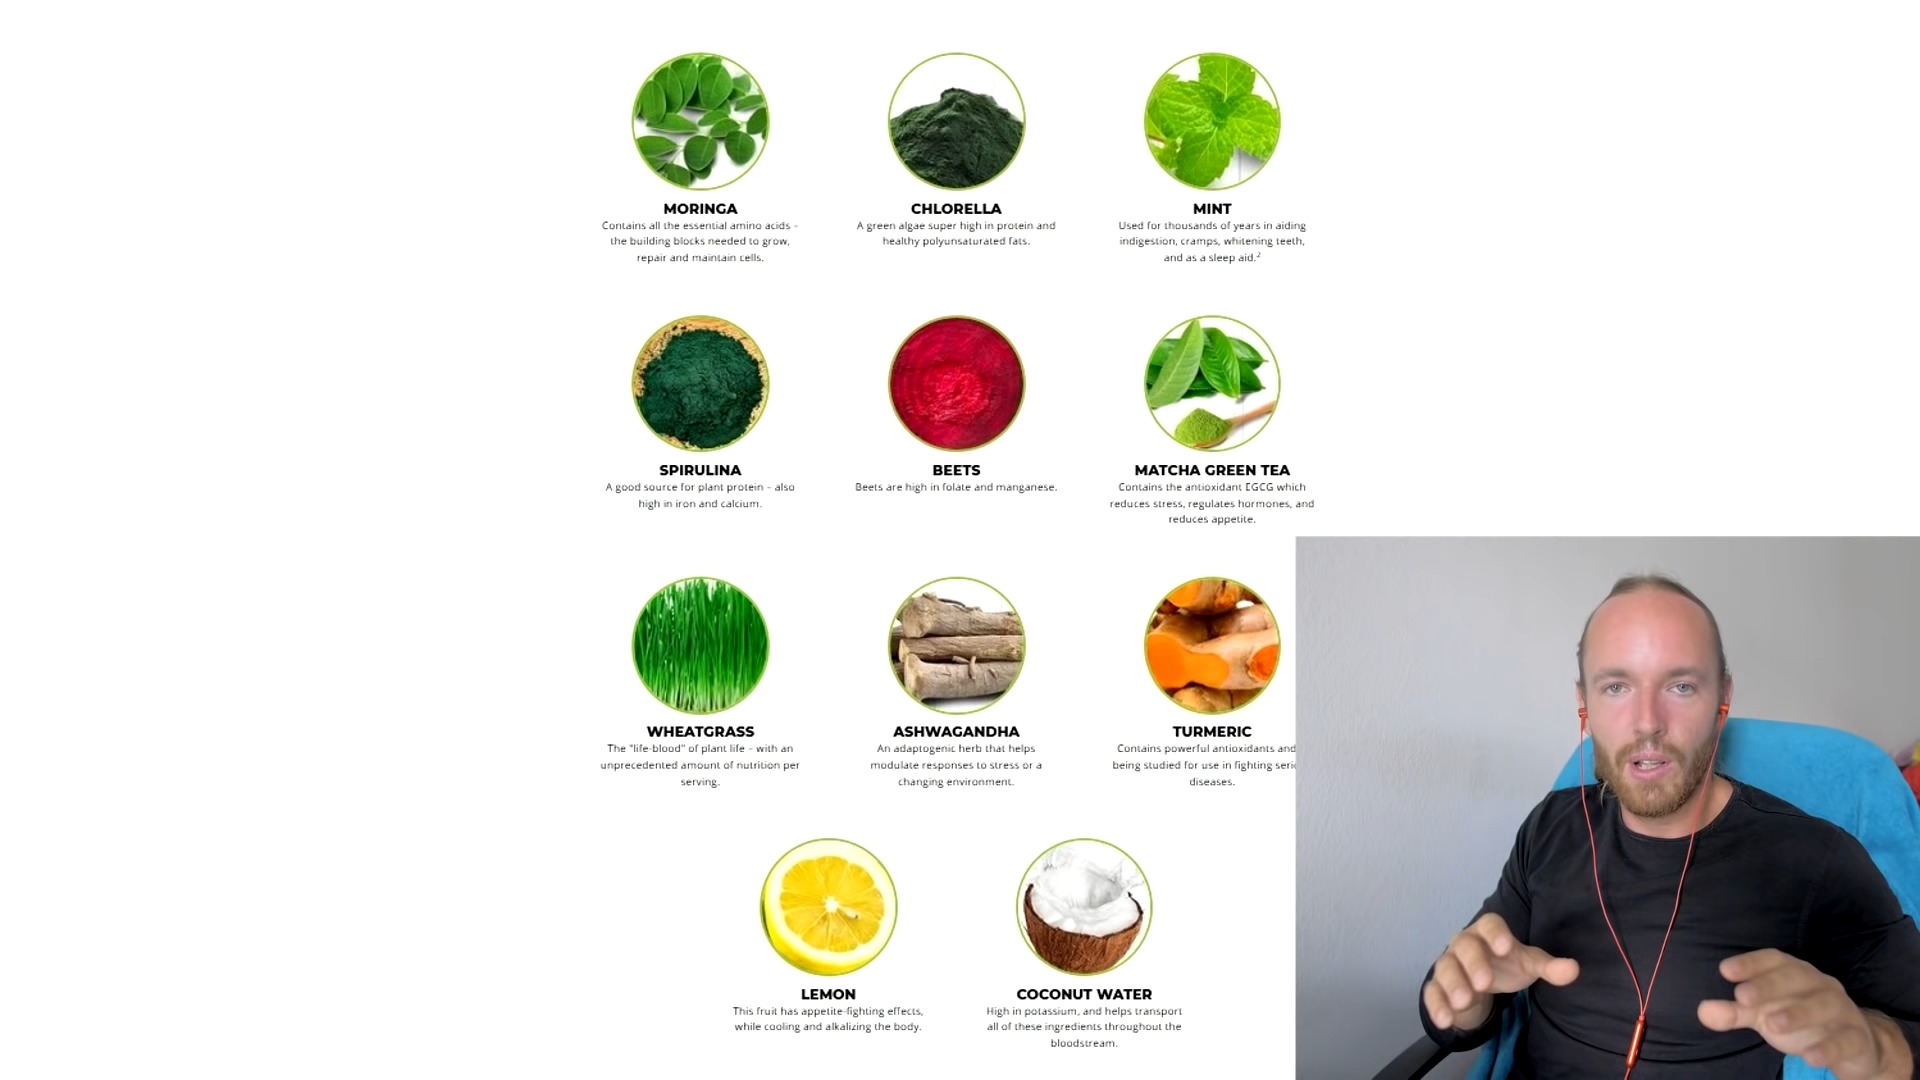 MORINGA
Contains all the essential amino acids –
the building blocks needed to grow,
repair and maintain cells.
CHLORELLA
A green algae super high in protein and
healthy polyunsaturated fats.
MINT
Used for thousands of years in aiding
indigestion, cramps, whitening teeth,
and as a sleep aid.²
SPIRULINA
A good source for plant protein – also
high in iron and calcium.
BEETS
Beets are high in folate and manganese.
MATCHA GREEN TEA
Contains the antioxidant EGCG which
reduces stress, regulates hormones, and
reduces appetite.
WHEATGRASS
The "life-blood" of plant life – with an
unprecedented amount of nutrition per
serving.
ASHWAGANDHA
An adaptogenic herb that helps
modulate responses to stress or a
changing environment.
TURMERIC
Contains powerful antioxidants and
being studied for use in fighting
diseases.
LEMON
This fruit has appetite-fighting effects,
while cooling and alkalizing the body.
COCONUT WATER
High in potassium, and helps transport
all of these ingredients throughout the
bloodstream.